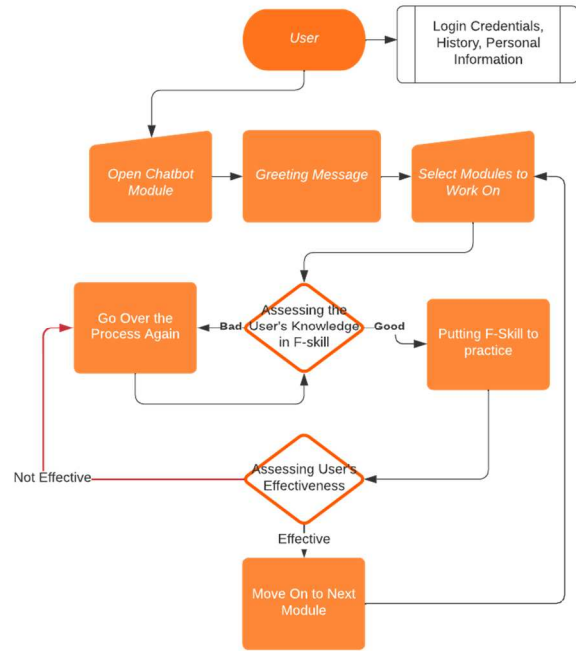 User
Login Credentials,
History, Personal
Information
Open Chatbot
Module
Greeting Message
Select Modules to
Work On
Go Over the
Process Again
Bad
Assessing the
User's Knowledge
in F-skill
Good
Putting F-Skill to
practice
Not Effective
Assessing User's
Effectiveness
Effective
Move On to Next
Module